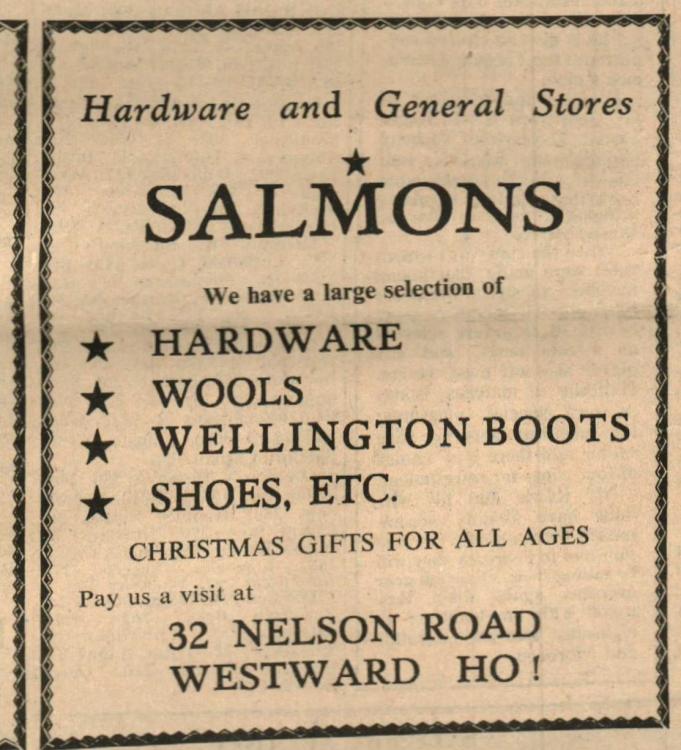 Hardware and General Stores
★
SALMONS
We have a large selection of
★ HARDWARE
★ WOOLS
★ WELLINGTON BOOTS
★ SHOES, ETC.
CHRISTMAS GIFTS FOR ALL AGES
Pay us a visit at
32 NELSON ROAD
WESTWARD HO!